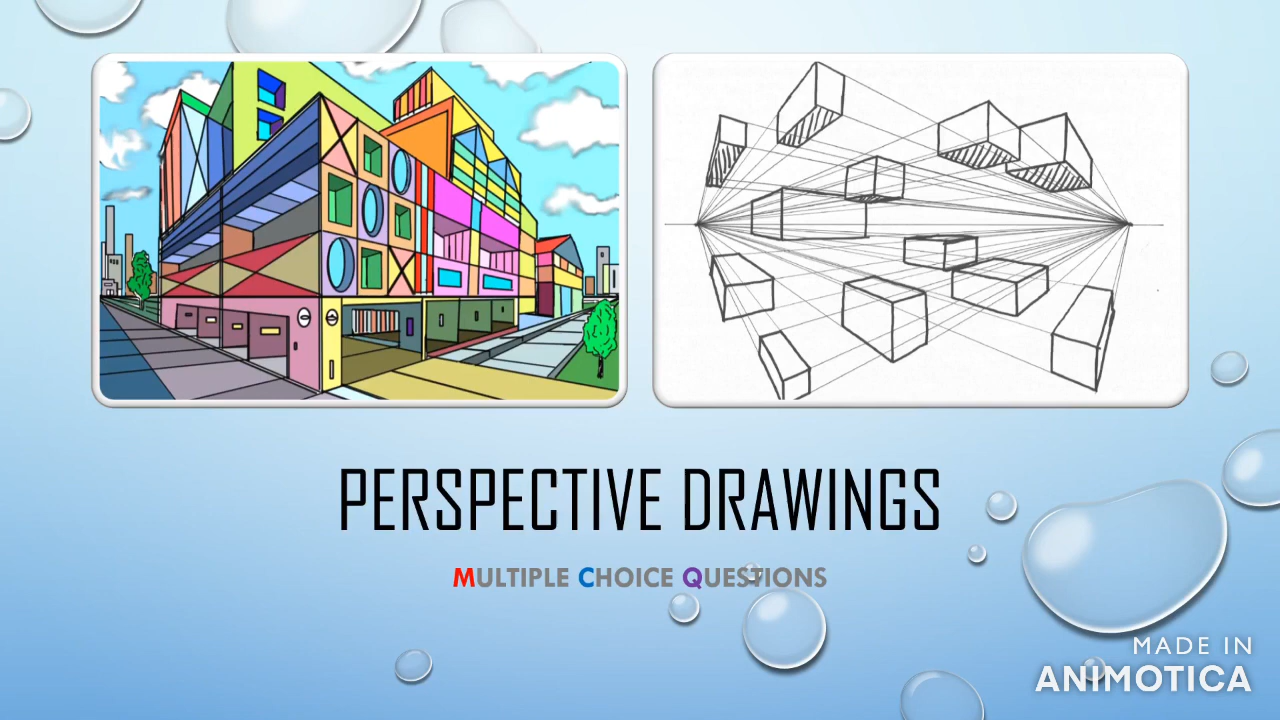 PERSPECTIVE DRAWINGS
MULTIPLE CHOICE QUESTIONS
MADE IN
ANIMOTICA